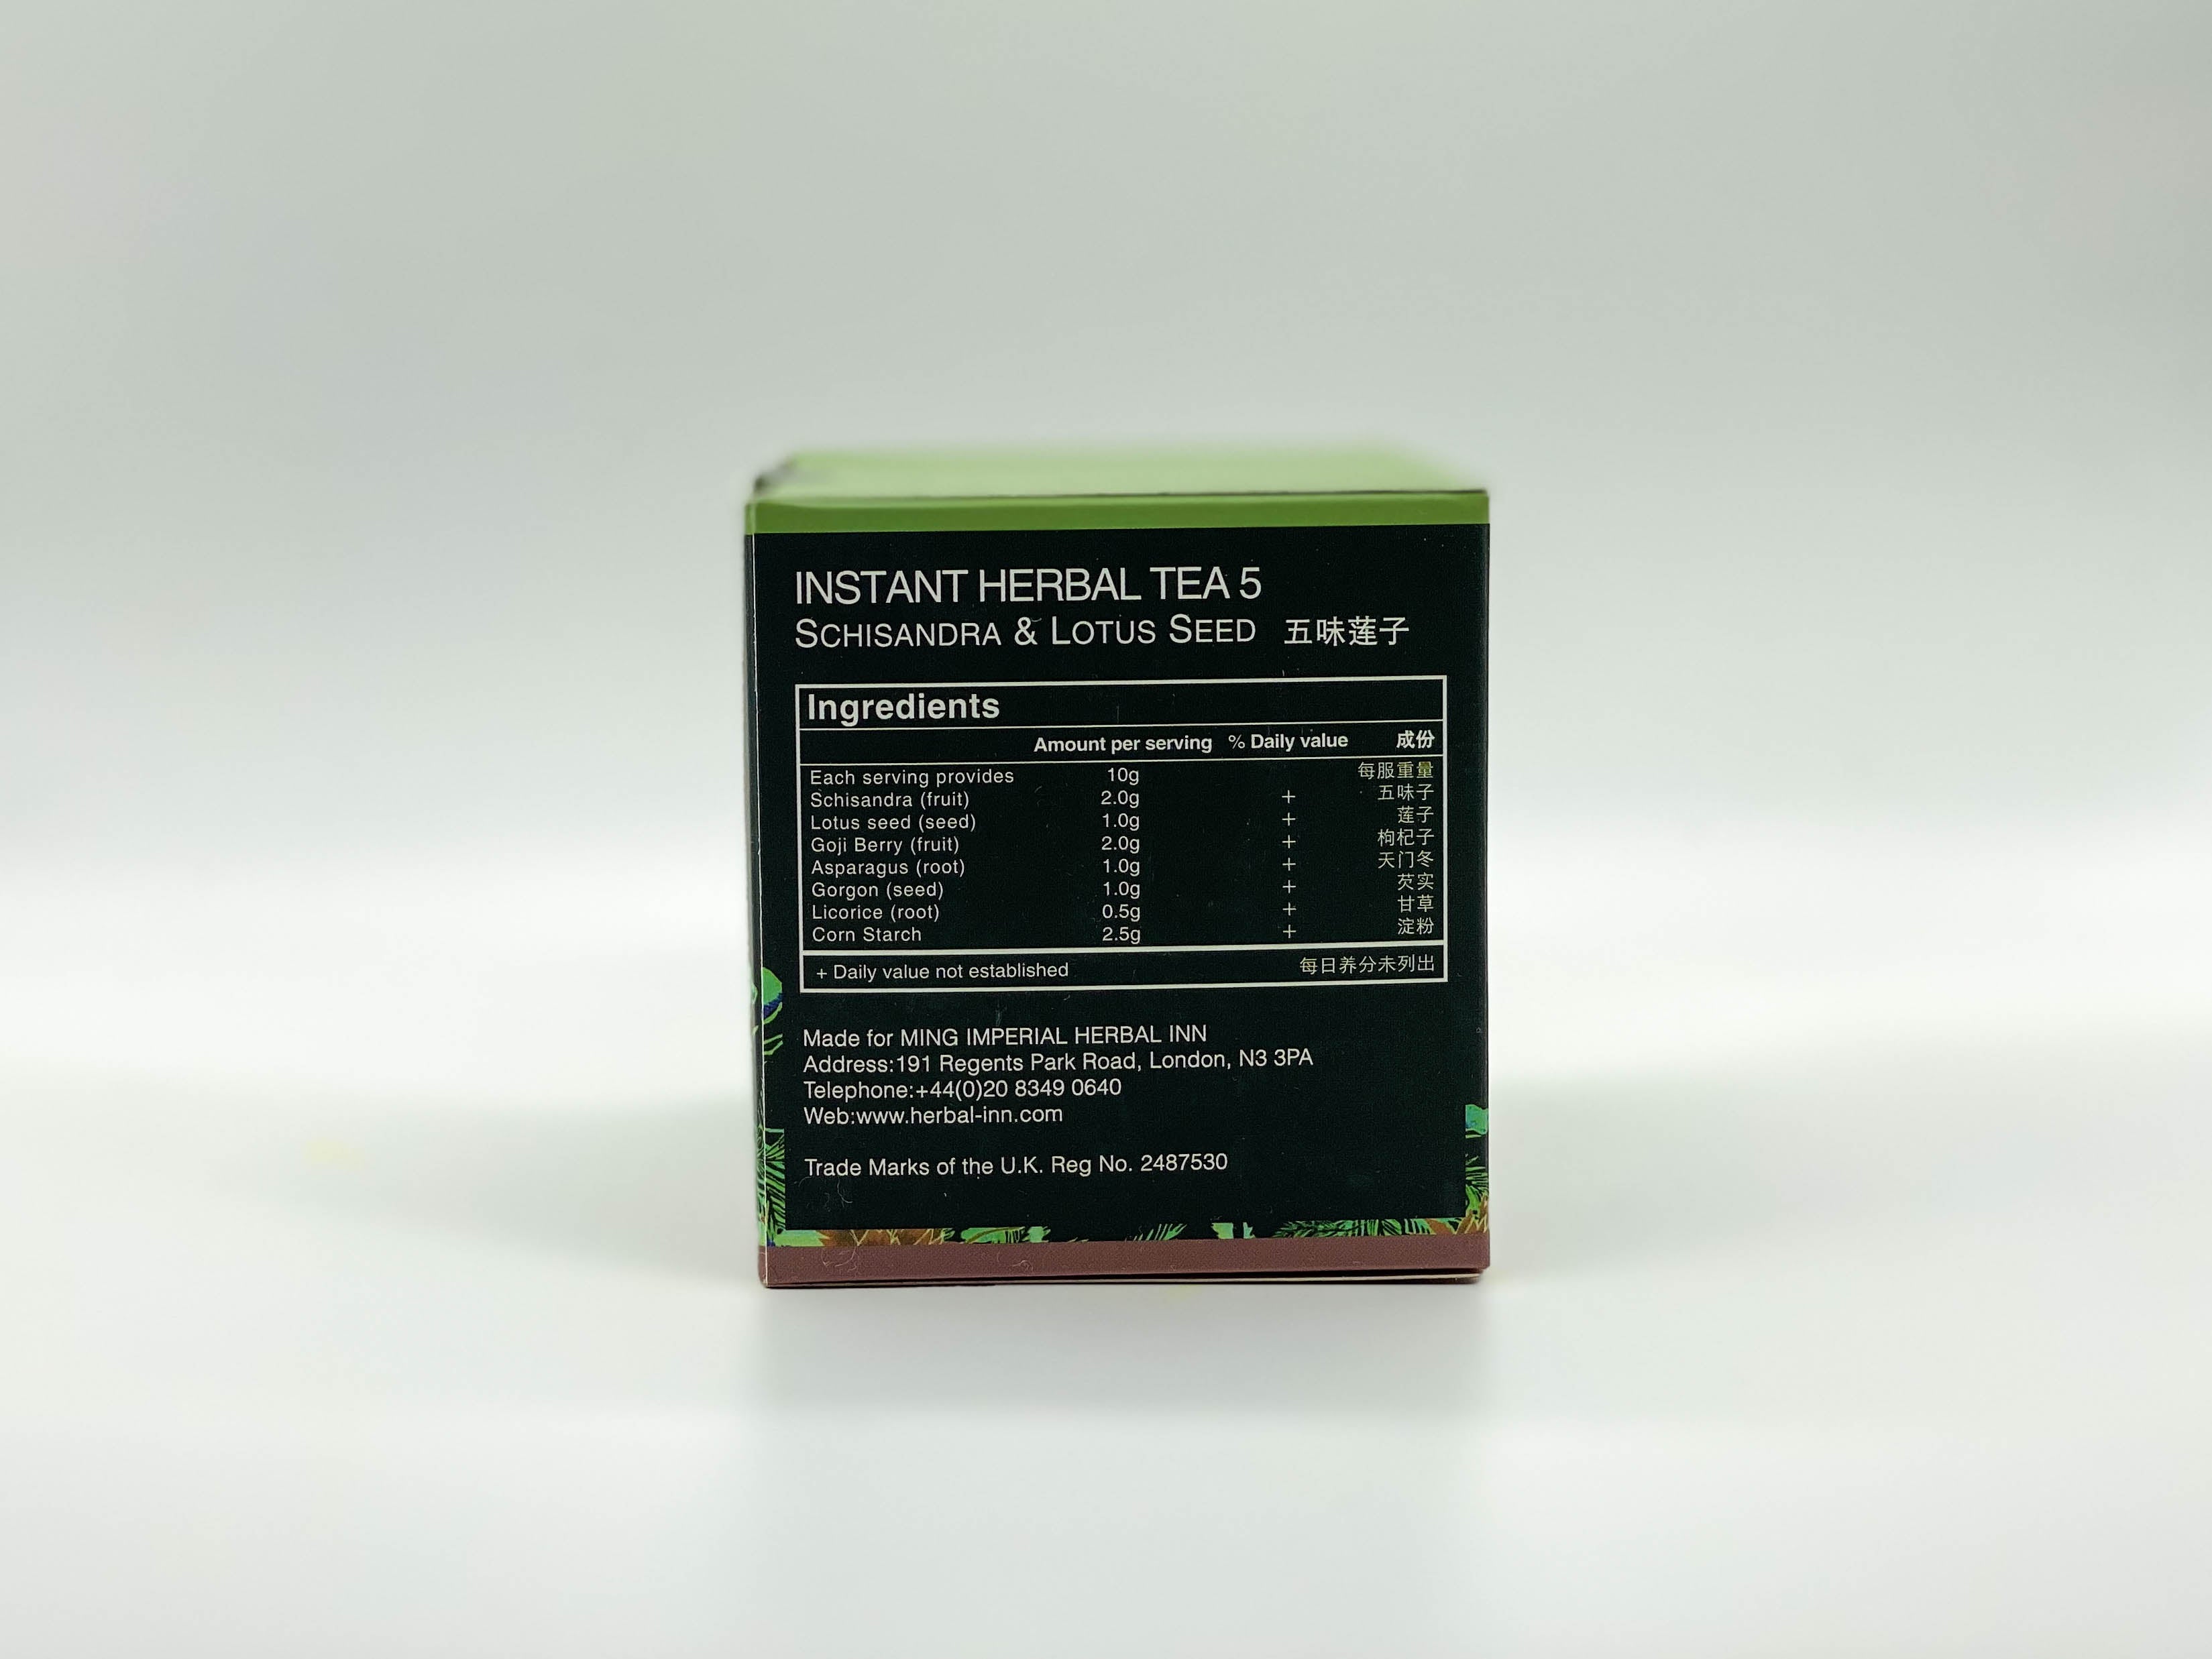 INSTANT HERBAL TEA 5
SCHISANDRA & LOTUS SEED 五味莲子
Ingredients
Amount per serving % Daily value 成份
Each serving provides 10g 每服重量
Schisandra (fruit) 2.0g + 五味子
Lotus seed (seed) 1.0g + 莲子
Goji Berry (fruit) 2.0g + 枸杞子
Asparagus (root) 1.0g + 天门冬
Gorgon (seed) 1.0g + 芡实
Licorice (root) 0.5g + 甘草
Corn Starch 2.5g + 淀粉
+ Daily value not established 每日养分未列出
Made for MING IMPERIAL HERBAL INN
Address:191 Regents Park Road, London, N3 3PA
Telephone:+44(0)20 8349 0640
Web:www.herbal-inn.com
Trade Marks of the U.K. Reg No. 2487530